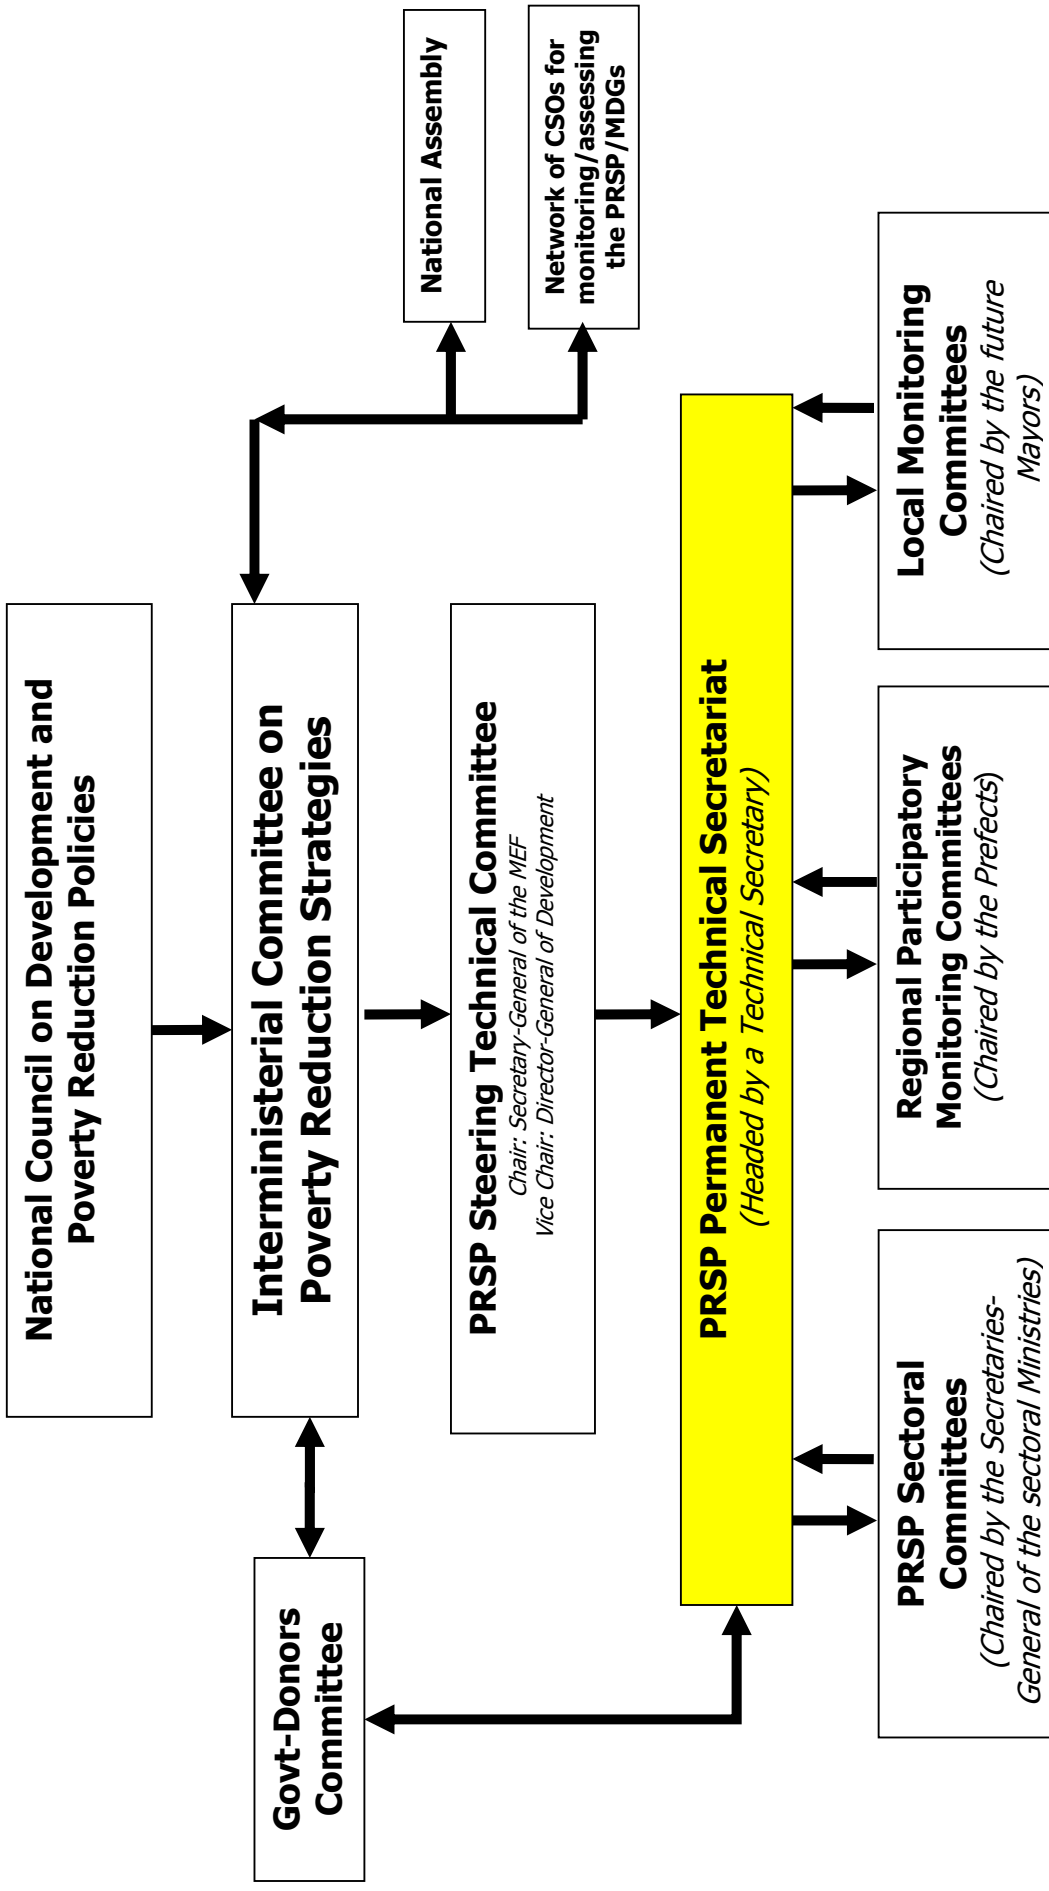 National Council on Development and
Poverty Reduction Policies
Govt-Donors
Committee
Interministerial Committee on
Poverty Reduction Strategies
National Assembly
Network of CSOs for
monitoring/assessing
the PRSP/MDGs
PRSP Steering Technical Committee
Chair: Secretary-General of the MEF
Vice Chair: Director-General of Development
PRSP Permanent Technical Secretariat
(Headed by a Technical Secretary)
PRSP Sectoral
Committees
(Chaired by the Secretaries-
General of the sectoral Ministries)
Regional Participatory
Monitoring Committees
(Chaired by the Prefects)
Local Monitoring
Committees
(Chaired by the future
Mayors)